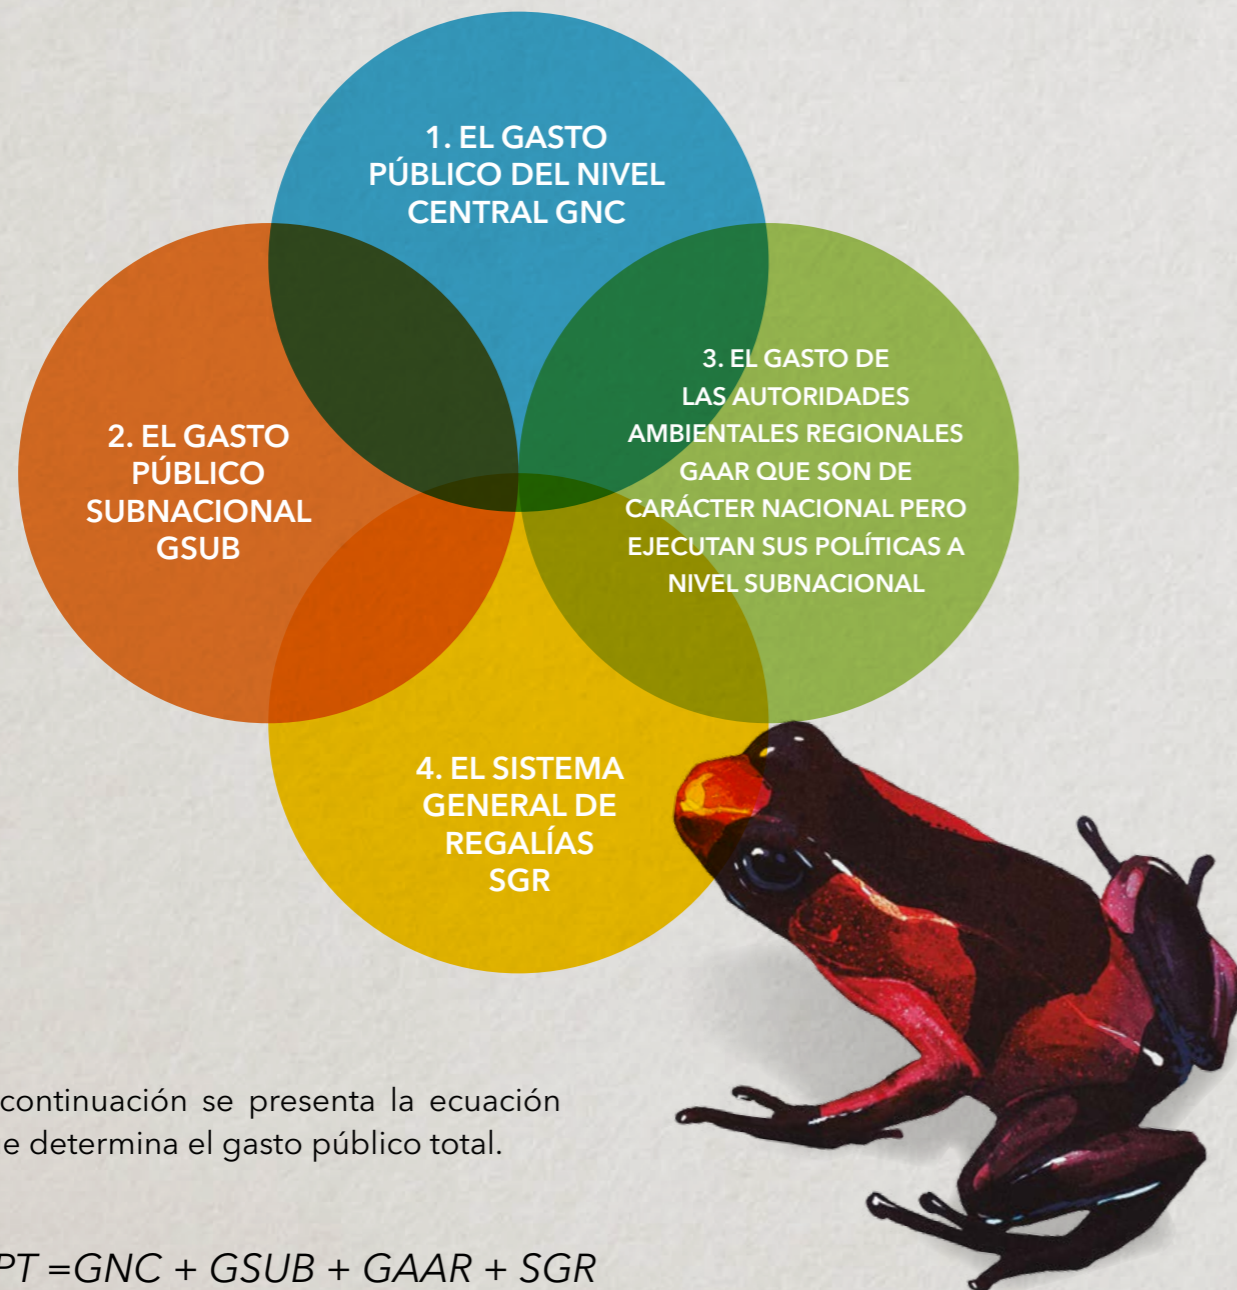 1. EL GASTO
PÚBLICO DEL NIVEL
CENTRAL GNC
2. EL GASTO
PÚBLICO
SUBNACIONAL
GSUB
3. EL GASTO DE
LAS AUTORIDADES
AMBIENTALES REGIONALES
GAAR QUE SON DE
CARÁCTER NACIONAL PERO
EJECUTAN SUS POLÍTICAS A
NIVEL SUBNACIONAL
4. EL SISTEMA
GENERAL DE
REGALÍAS
SGR
continuación se presenta la ecuación
determina el gasto público total.
=GNC + GSUB + GAAR + SGR